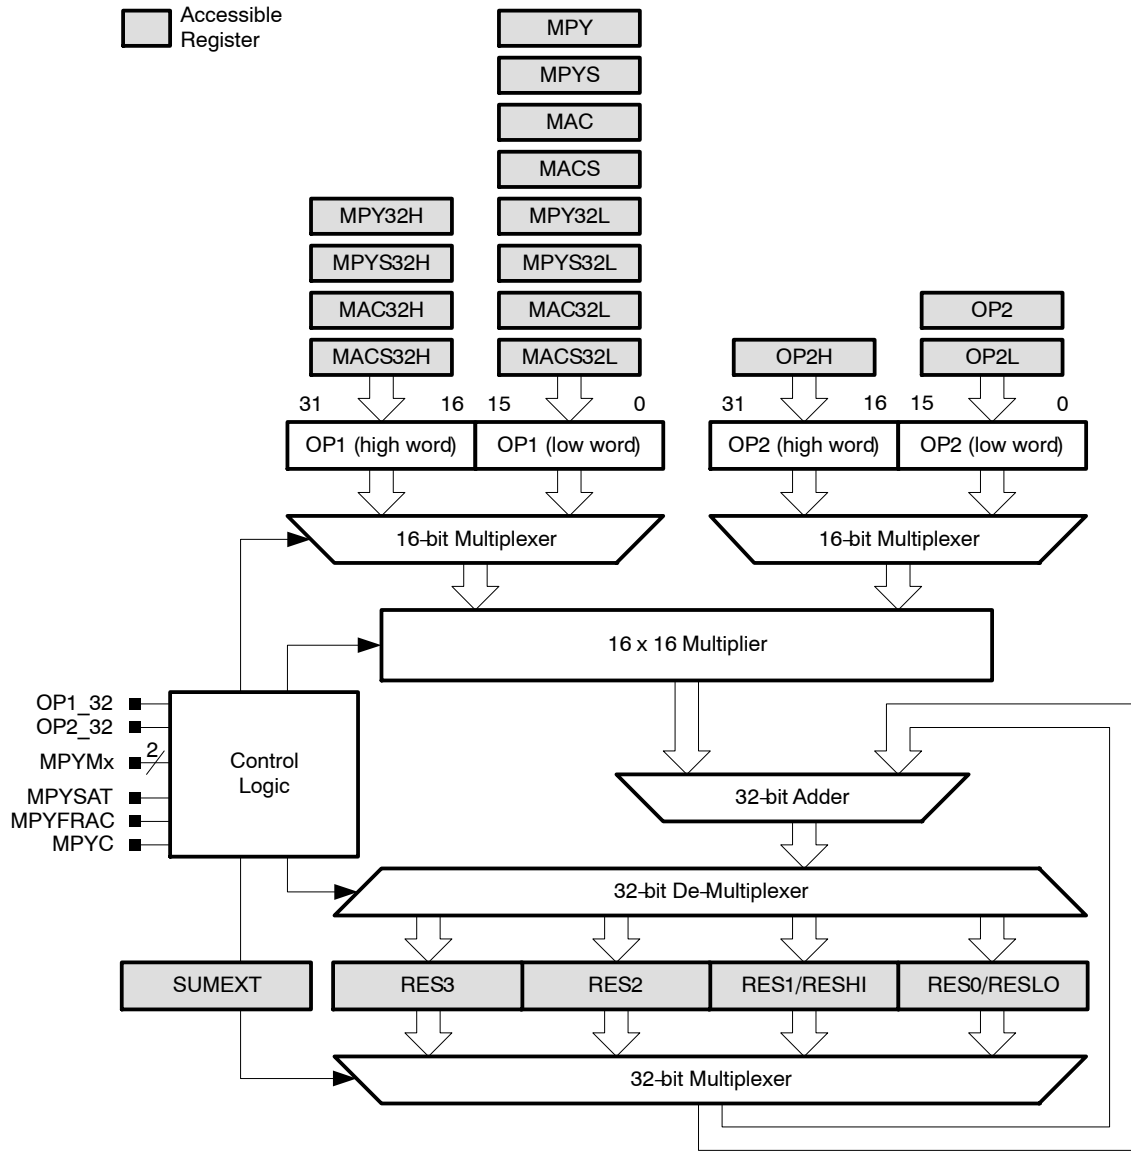 Accessible
Register
MPY
MPYS
MAC
MACS
MPY32H
MPY32L
MPYS32H
MPYS32L
MAC32H
MAC32L
OP2
MACS32H
MACS32L
OP2H
OP2L
31 16 15 0
31 16 15 0
OP1 (high word)
OP1 (low word)
OP2 (high word)
OP2 (low word)
16-bit Multiplexer
16-bit Multiplexer
16 x 16 Multiplier
OP1_32
OP2_32
MPYMx
2
MPYSAT
MPYFRAC
MPYC
Control
Logic
32-bit Adder
32-bit De-Multiplexer
SUMEXT
RES3
RES2
RES1/RESHI
RES0/RESLO
32-bit Multiplexer